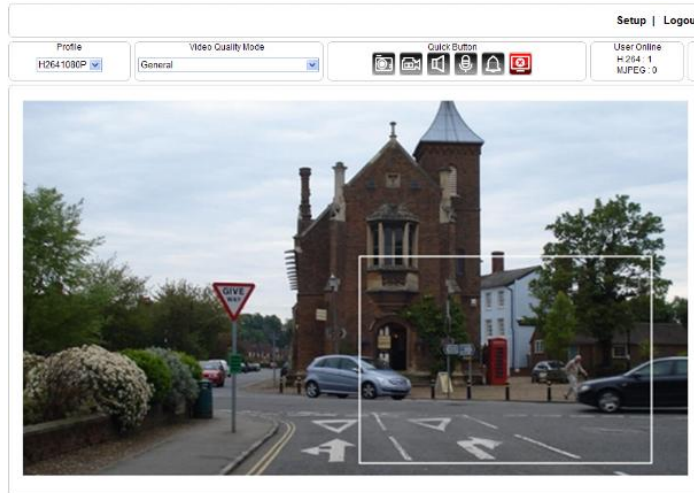 Setup | Logou
Profile
Video Quality Mode
Quick Button
User Online
H2641080P
General
H.264 : 1
MJPEG : 0
GIVE
WAY